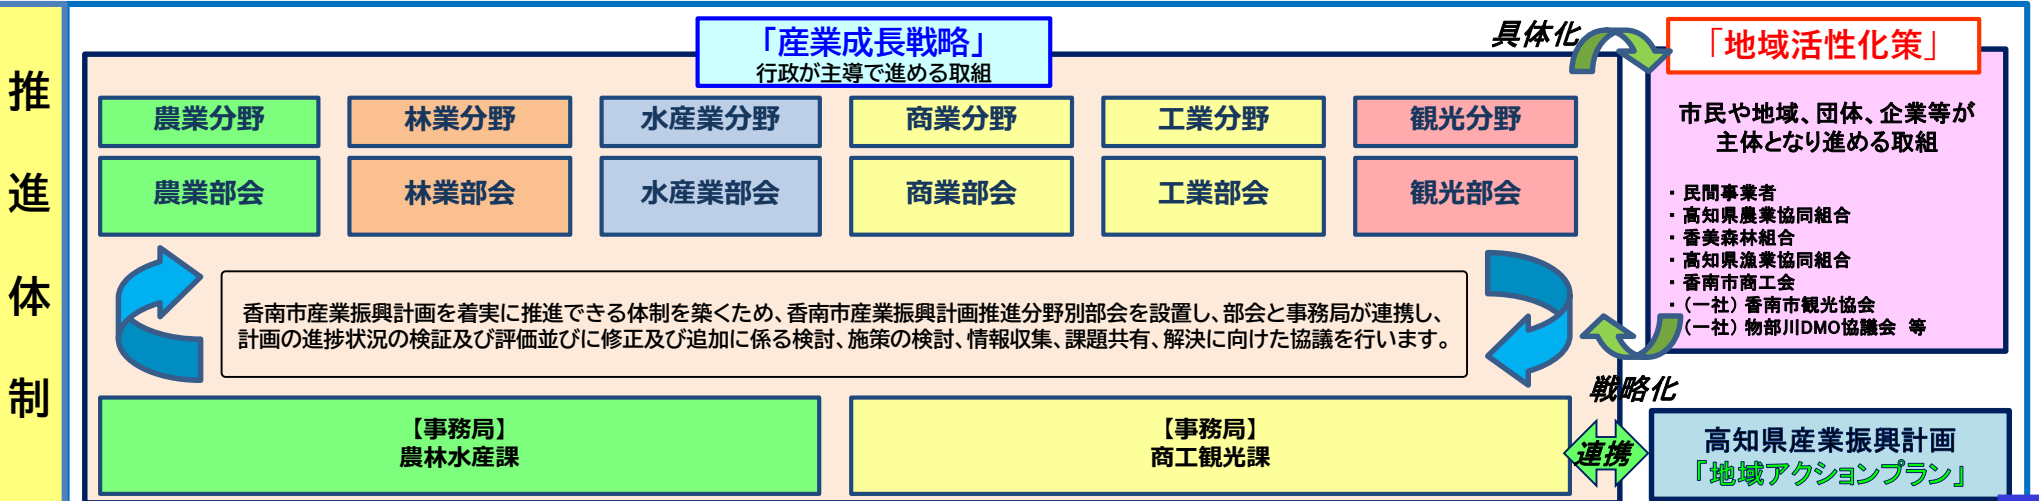 推進体制
「産業成長戦略」
行政が主導で進める取組
農業分野
林業分野
水産業分野
商業分野
工業分野
観光分野
農業部会
林業部会
水産業部会
商業部会
工業部会
観光部会
香南市産業振興計画を着実に推進できる体制を築くため、香南市産業振興計画推進分野別部会を設置し、部会と事務局が連携し、
計画の進捗状況の検証及び評価並びに修正及び追加に係る検討、施策の検討、情報収集、課題共有、解決に向けた協議を行います。
【事務局】
農林水産課
【事務局】
商工観光課
具体化
「地域活性化策」
市民や地域、団体、企業等が
主体となり進める取組
・ 民間事業者
・ 高知県農業協同組合
・ 香美森林組合
・ 高知県漁業協同組合
・ 香南市商工会
・（一社） 香南市観光協会
・（一社） 物部川DMO協議会 等
戦略化
連携
高知県産業振興計画
「地域アクションプラン」